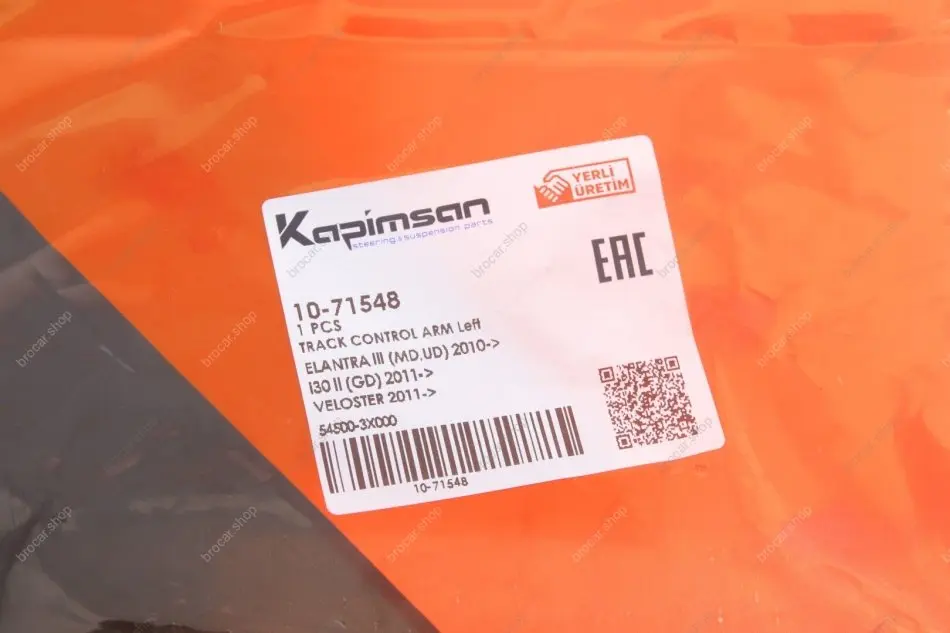 Kapimsan
steering & suspension parts
YERLİ
ÜRETİM
EAC
10-71548
1 PCS
TRACK CONTROL ARM Left
ELANTRA III (MD,UD) 2010->
I30 II (GD) 2011->
VELOSTER 2011->
54500-3X000
10-71548
brocar.shop